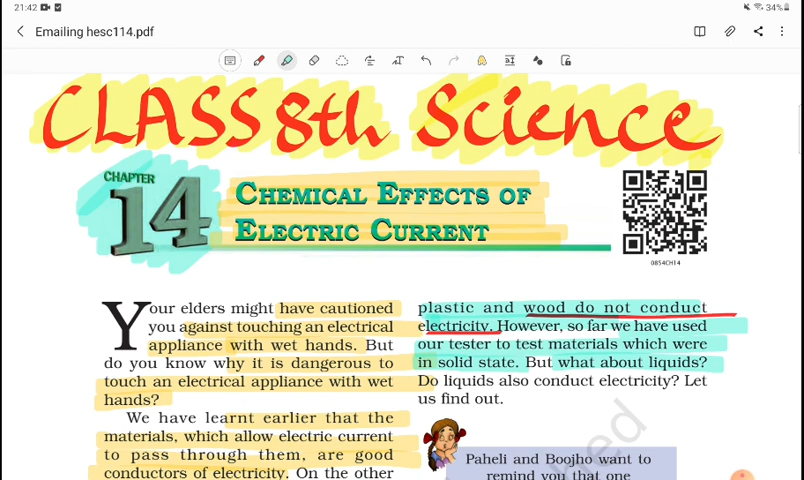 21:42
34%
Emailing hesc114.pdf
CLASS 8th Science
CHAPTER
14
CHEMICAL EFFECTS OF
ELECTRIC CURRENT
0854CH14
Your elders might have cautioned
you against touching an electrical
appliance with wet hands. But
do you know why it is dangerous to
touch an electrical appliance with wet
hands?
We have learnt earlier that the
materials, which allow electric current
to pass through them, are good
conductors of electricity. On the other
plastic and wood do not conduct
electricity. However, so far we have used
our tester to test materials which were
in solid state. But what about liquids?
Do liquids also conduct electricity? Let
us find out.
Paheli and Boojho want to
remind you that one